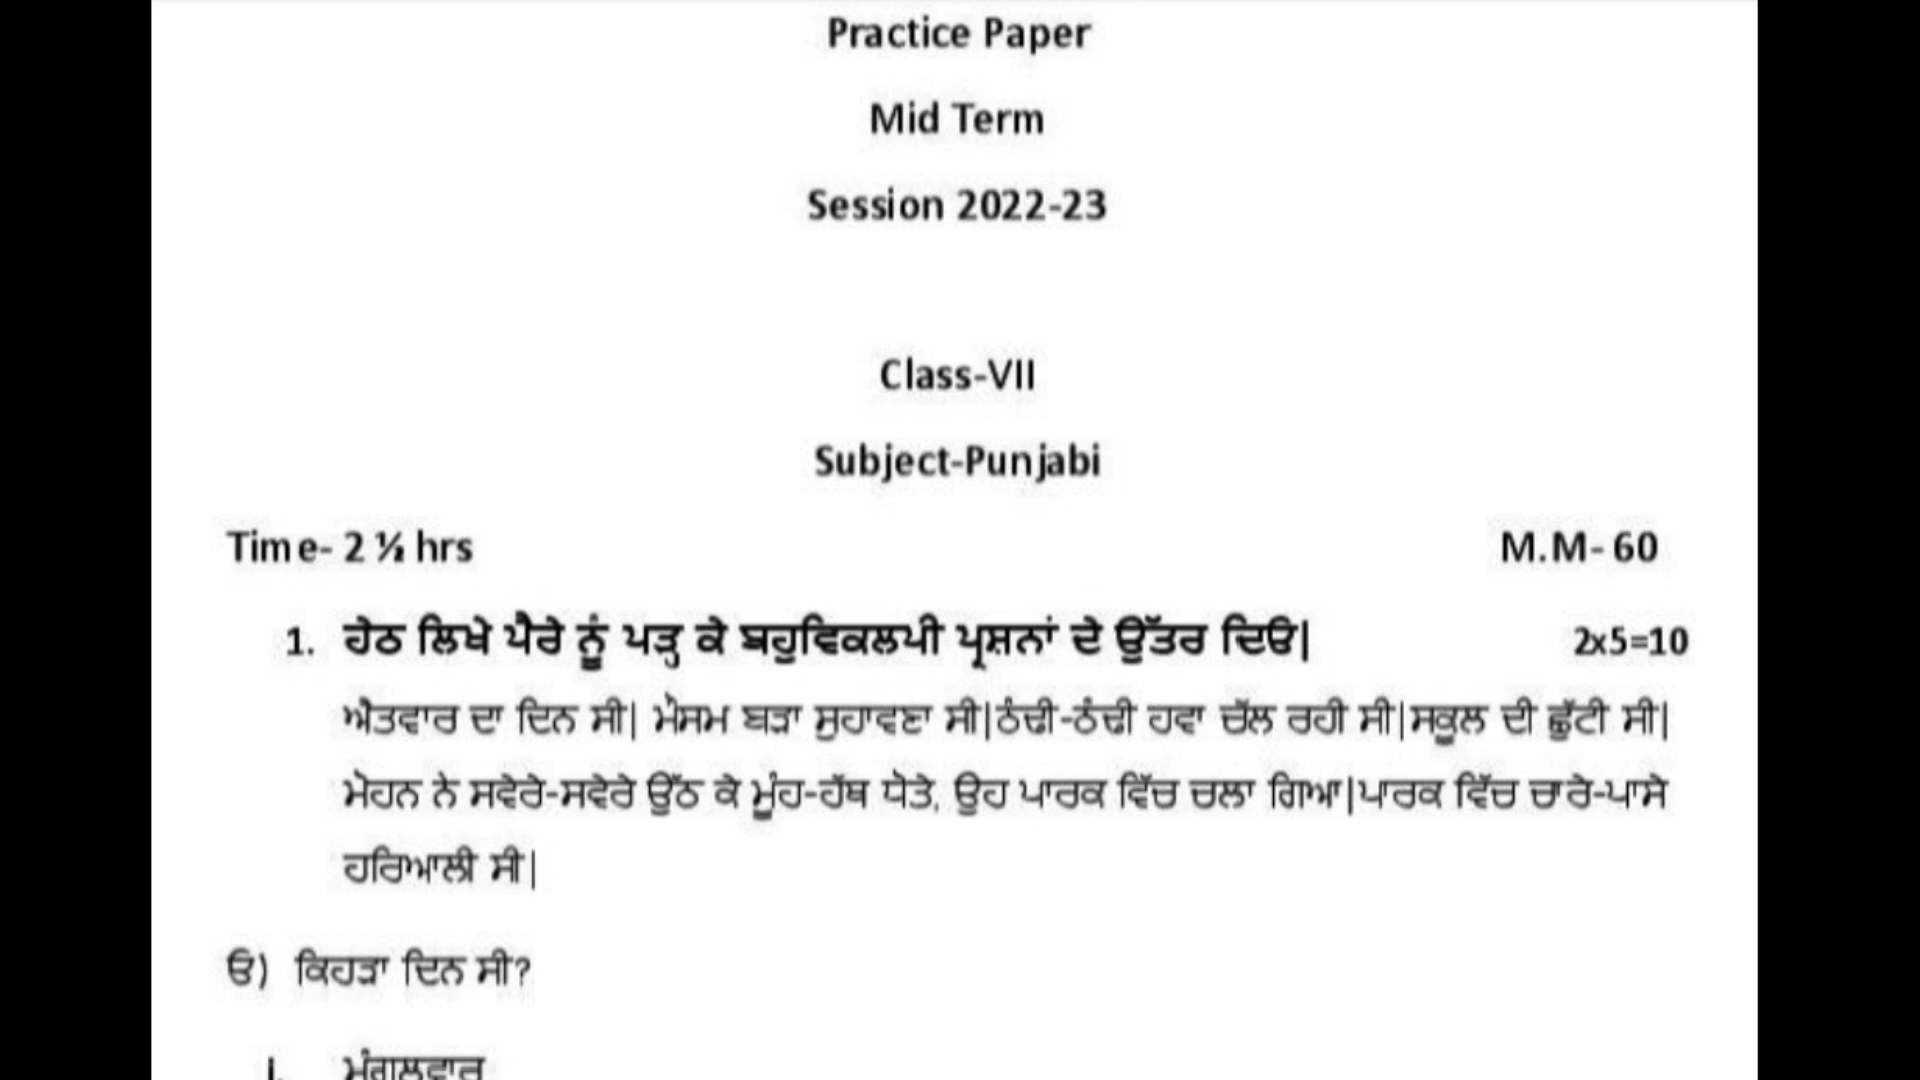 Practice Paper
Mid Term
Session 2022-23
Class-VII
Subject-Punjabi
Time- 2 ½ hrs M.M- 60
1. ਹੇਠ ਲਿਖੇ ਪੈਰੇ ਨੂੰ ਪੜ੍ਹ ਕੇ ਬਹੁਵਿਕਲਪੀ ਪ੍ਰਸ਼ਨਾਂ ਦੇ ਉੱਤਰ ਦਿਓ| 2x5=10
ਐਤਵਾਰ ਦਾ ਦਿਨ ਸੀ| ਮੌਸਮ ਬੜਾ ਸੁਹਾਵਣਾ ਸੀ|ਠੰਢੀ-ਠੰਢੀ ਹਵਾ ਚੱਲ ਰਹੀ ਸੀ|ਸਕੂਲ ਦੀ ਛੁੱਟੀ ਸੀ|
ਮੋਹਨ ਨੇ ਸਵੇਰੇ-ਸਵੇਰੇ ਉੱਠ ਕੇ ਮੂੰਹ-ਹੱਥ ਧੋਤੇ, ਉਹ ਪਾਰਕ ਵਿੱਚ ਚਲਾ ਗਿਆ|ਪਾਰਕ ਵਿੱਚ ਚਾਰੇ-ਪਾਸੇ
ਹਰਿਆਲੀ ਸੀ|
ੳ) ਕਿਹੜਾ ਦਿਨ ਸੀ?
i. ਮੰਗਲਵਾਰ